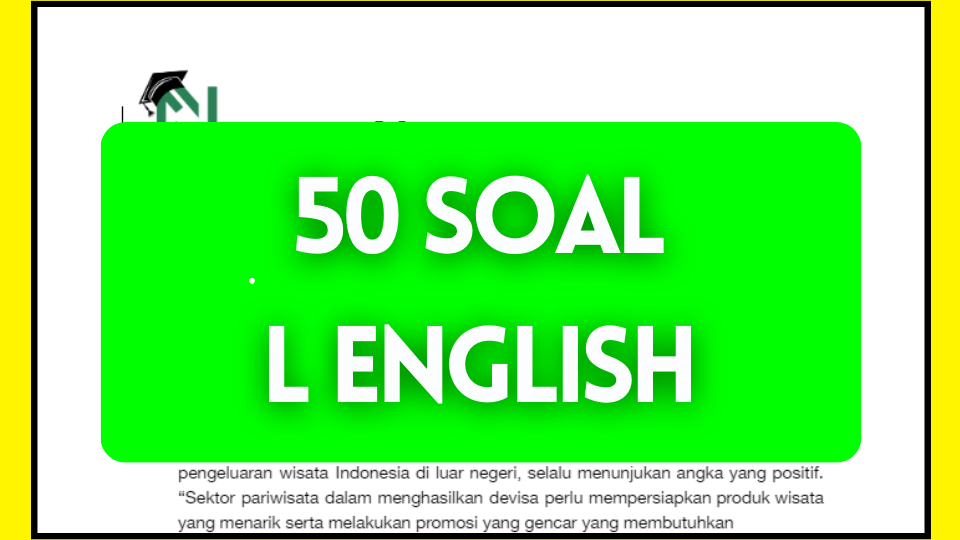 50 SOAL
L ENGLISH
pengeluaran wisata Indonesia di luar negeri, selalu menunjukan angka yang positif.
“Sektor pariwisata dalam menghasilkan devisa perlu mempersiapkan produk wisata
yang menarik serta melakukan promosi yang gencar yang membutuhkan